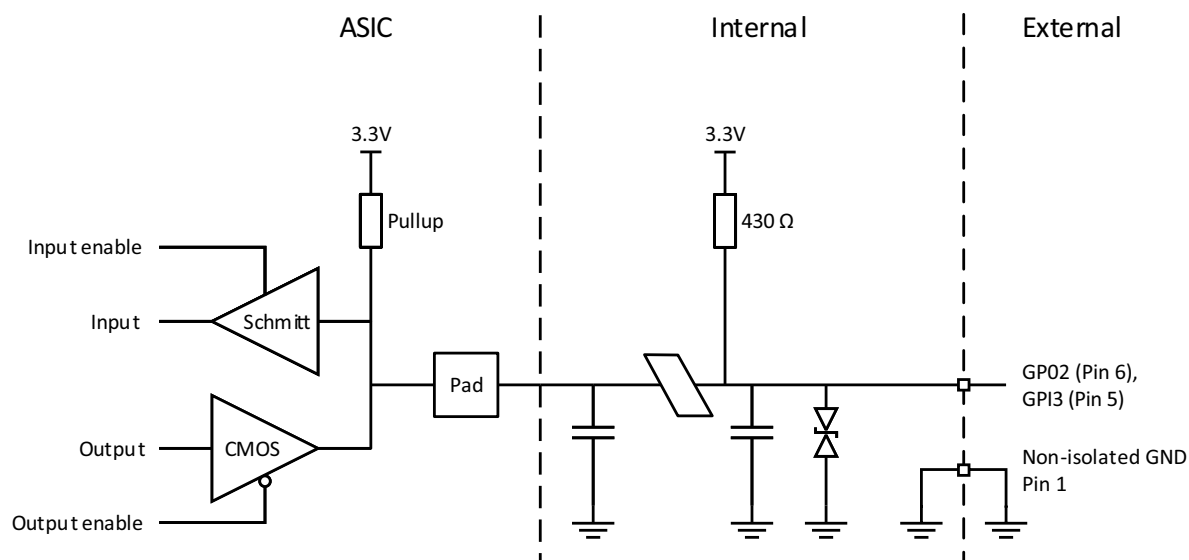 ASIC
Internal
External
3.3V
3.3V
Pullup
430 Ω
Input enable
Schmitt
Input
Pad
GP02 (Pin 6),
GPI3 (Pin 5)
Output
CMOS
Non-isolated GND
Pin 1
Output enable